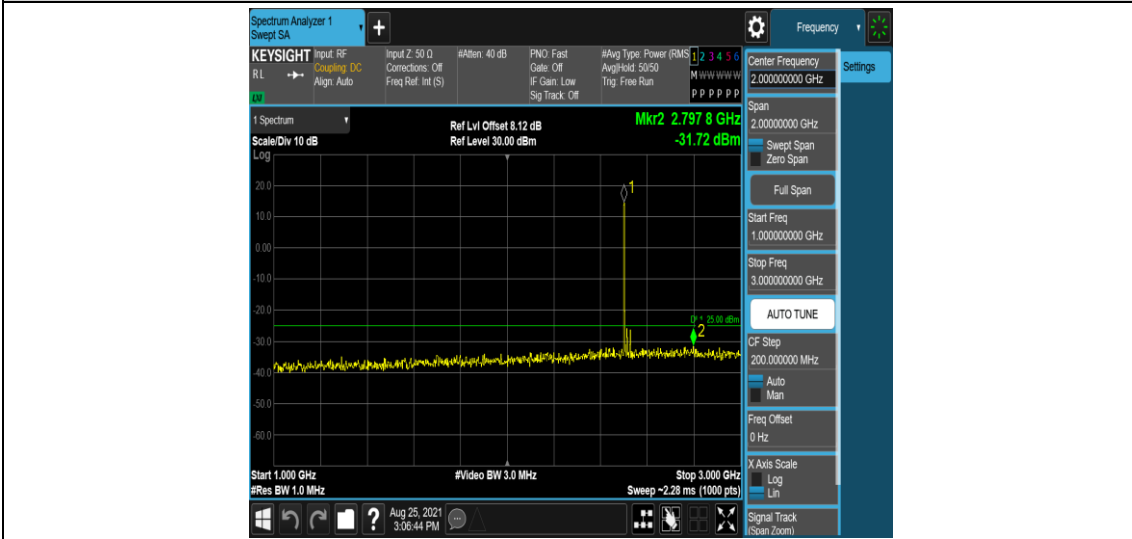 Spectrum Analyzer 1
Swept SA
+
Frequency
KEYSIGHT
RL
LM
Input: RF
Coupling: DC
Align: Auto
Input Z: 50 Ω
Corrections: Off
Freq Ref: Int (S)
#Atten: 40 dB
PNO: Fast
Gate: Off
IF Gain: Low
Sig Track: Off
#Avg Type: Power (RMS
Avg|Hold: 50/50
Trig: Free Run
1 2 3 4 5 6
M W W W W W
P P P P P P
Center Frequency
2.000000000 GHz
Settings
Span
2.00000000 GHz
Swept Span
Zero Span
Full Span
Start Freq
1.000000000 GHz
Stop Freq
3.000000000 GHz
AUTO TUNE
CF Step
200.000000 MHz
Auto
Man
Freq Offset
0 Hz
X Axis Scale
Log
Lin
Signal Track
(Span Zoom)
1 Spectrum
Scale/Div 10 dB
Log
Ref Lvl Offset 8.12 dB
Ref Level 30.00 dBm
Mkr2 2.797 8 GHz
-31.72 dBm
20.0
10.0
0.00
-10.0
-20.0
-30.0
-40.0
-50.0
-60.0
1
25.00 dBm
2
Start 1.000 GHz
#Res BW 1.0 MHz
#Video BW 3.0 MHz
Stop 3.000 GHz
Sweep ~2.28 ms (1000 pts)
?
Aug 25, 2021
3:06:44 PM